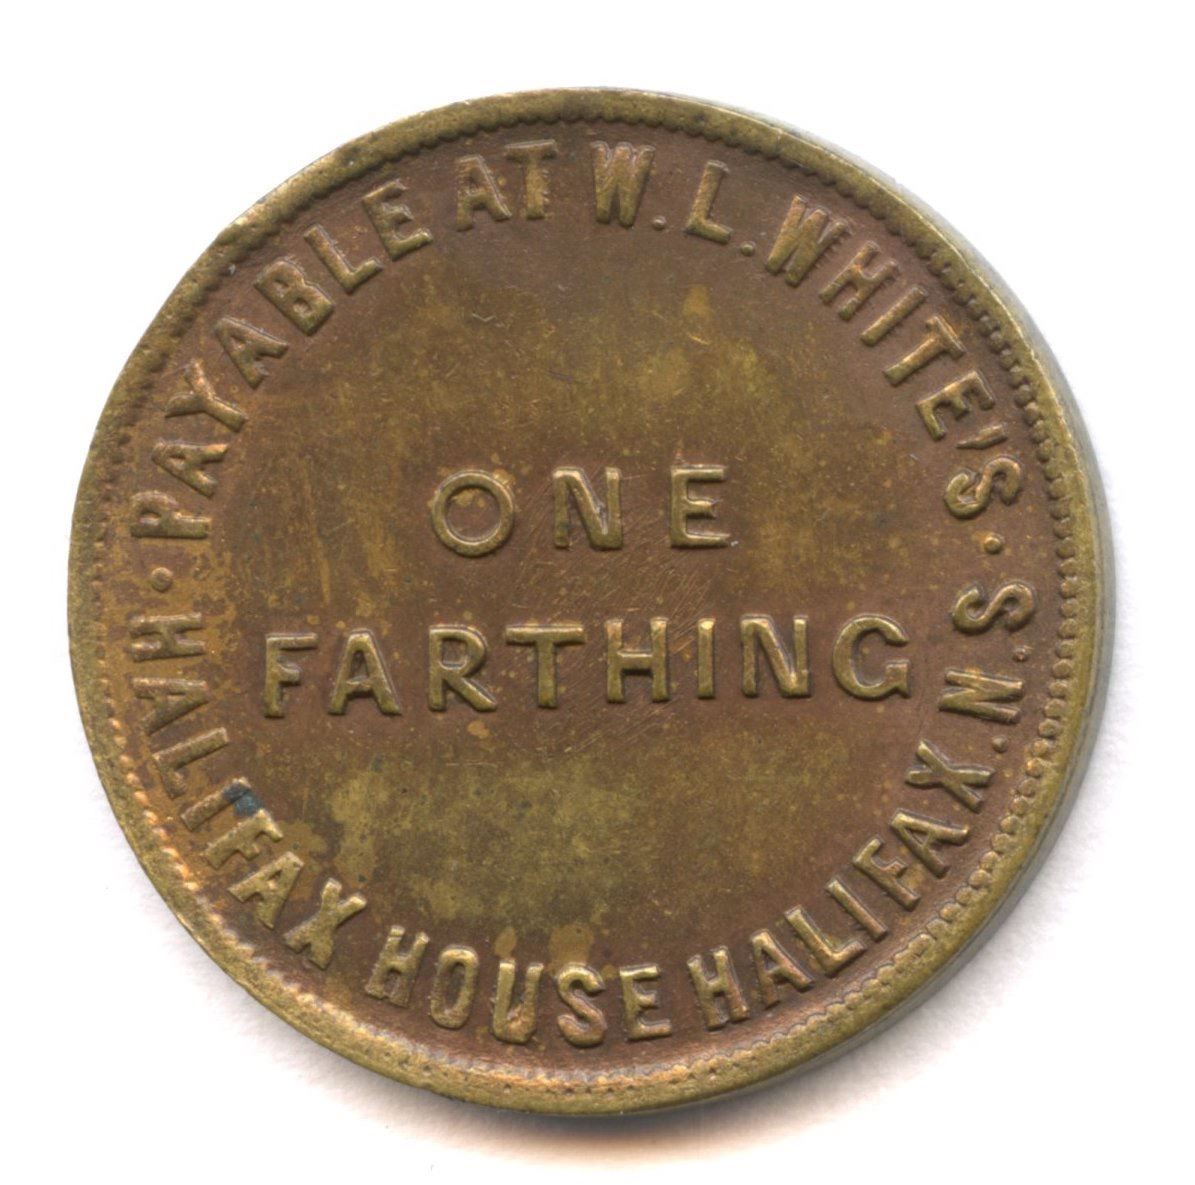 · PAYABLE AT W. L. WHITE'S ·
HALIFAX HOUSE HALIFAX. N. S
ONE
FARTHING